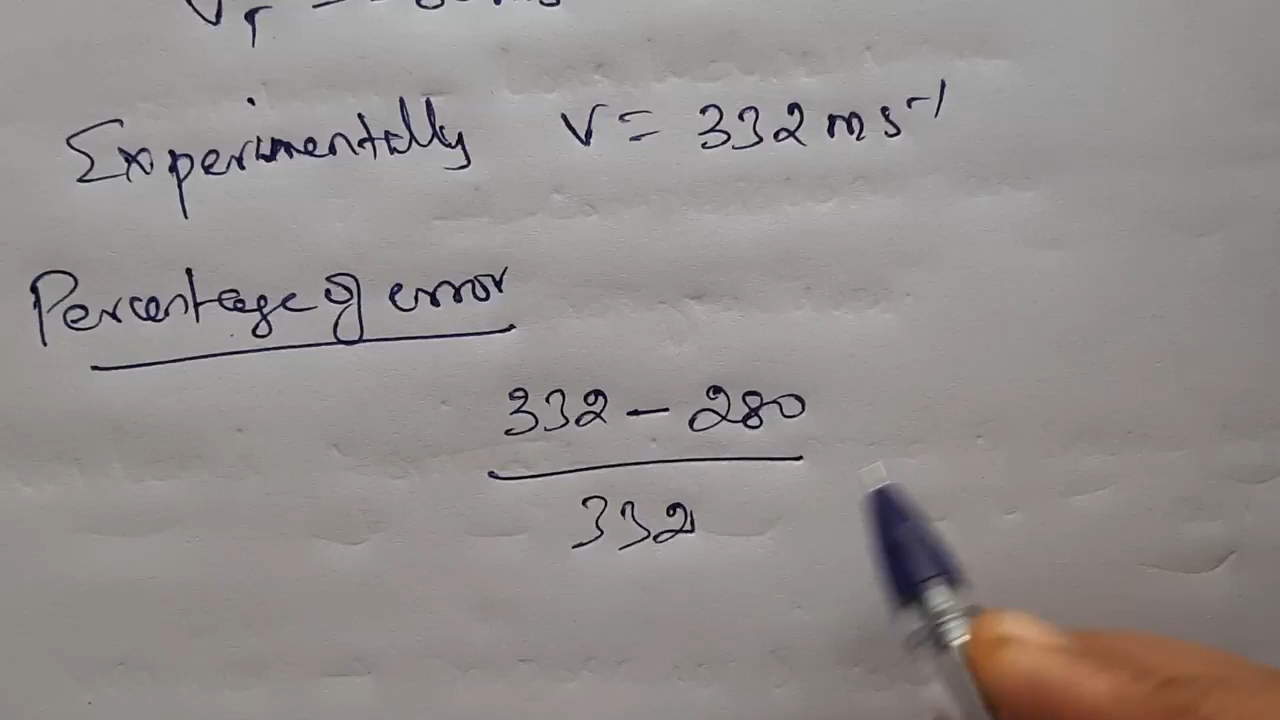 Experimentally V = 332 ms⁻¹
Percentage of error
332 - 280
332